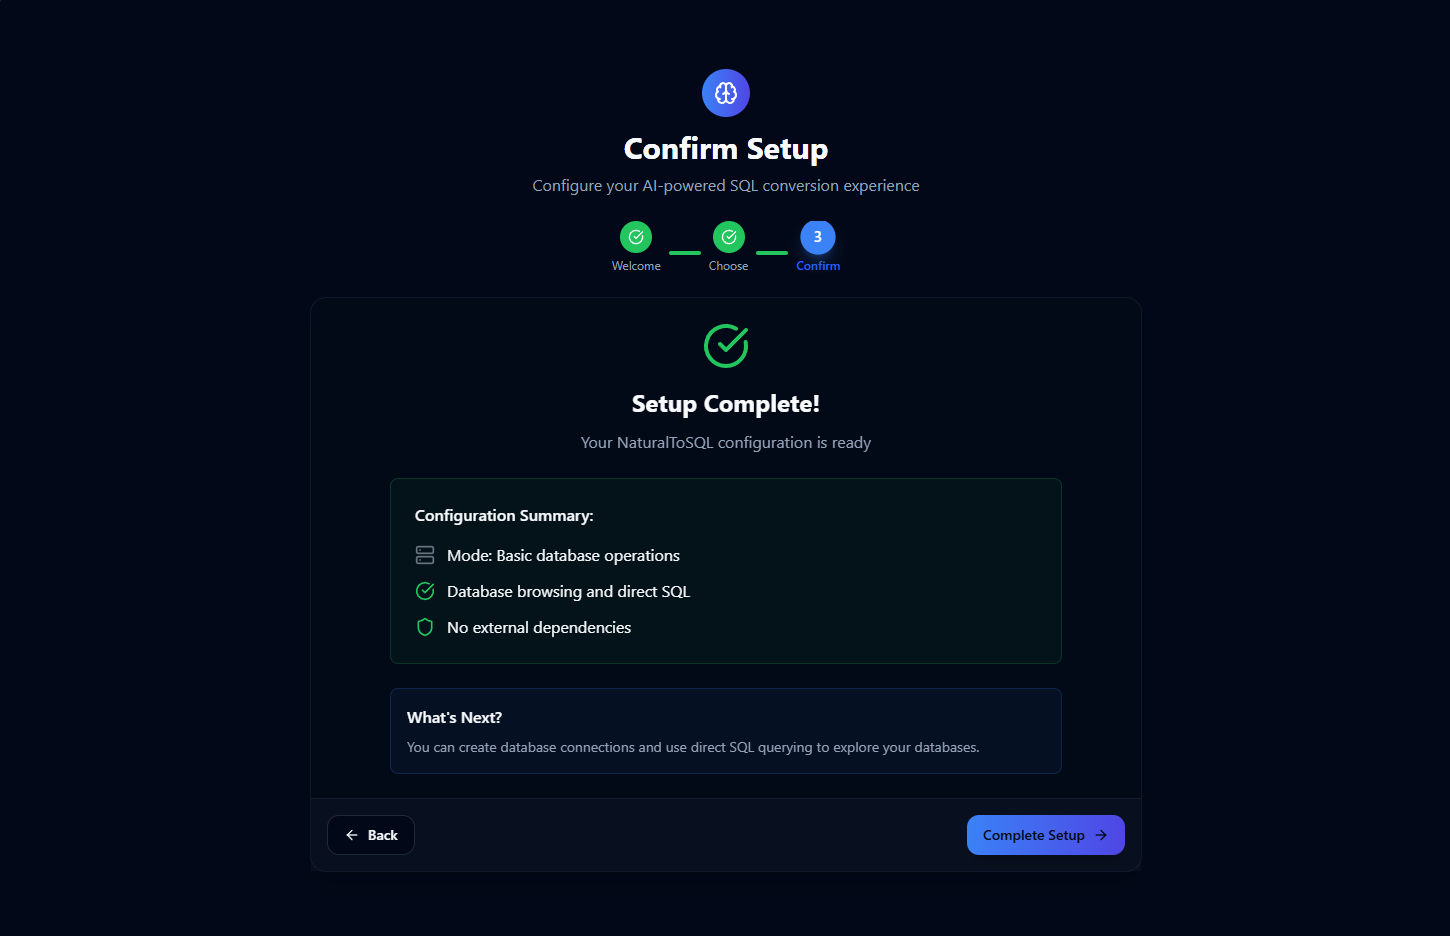 Confirm Setup
Configure your AI-powered SQL conversion experience
3
Welcome
Choose
Confirm
Setup Complete!
Your NaturalToSQL configuration is ready
Configuration Summary:
Mode: Basic database operations
Database browsing and direct SQL
No external dependencies
What's Next?
You can create database connections and use direct SQL querying to explore your databases.
Back
Complete Setup